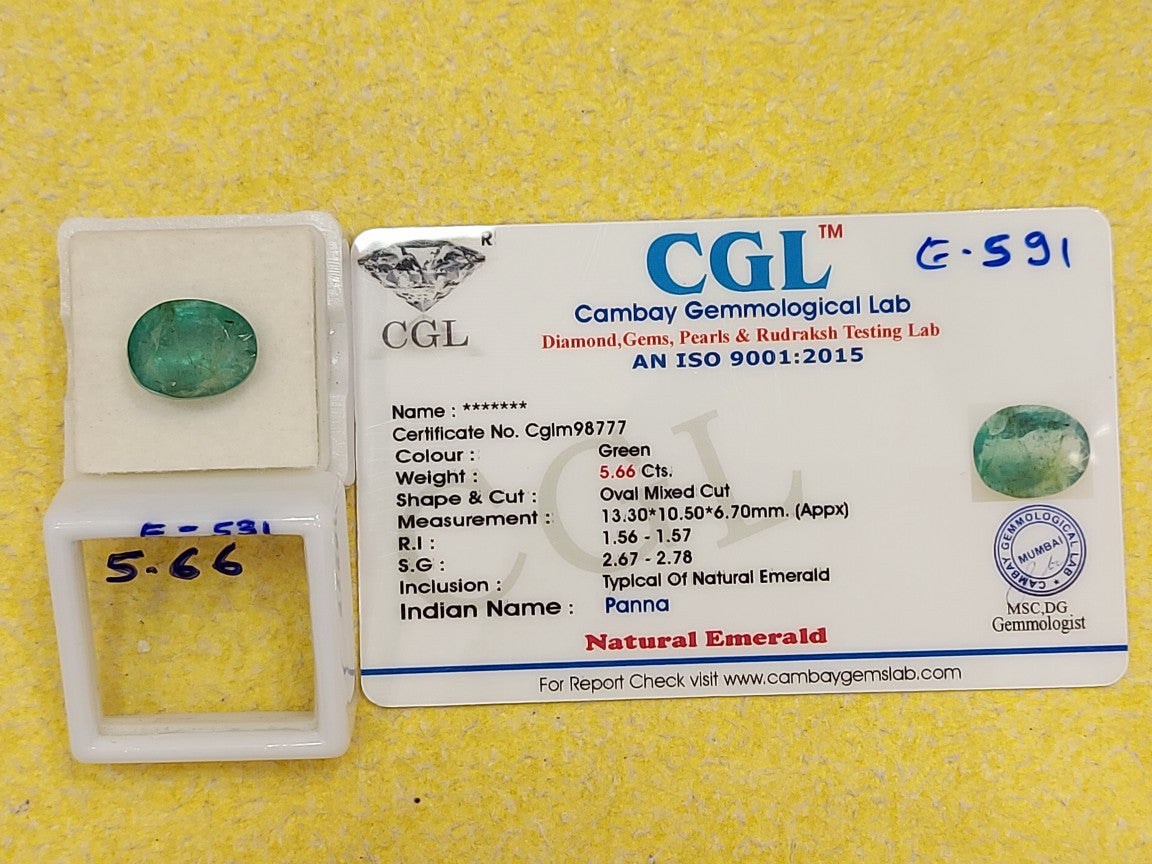 E-531
5.66
R
CGL
CGL™
E-591
Cambay Gemmological Lab
Diamond,Gems, Pearls & Rudraksh Testing Lab
AN ISO 9001:2015
Name : *******
Certificate No. Cglm98777
Colour : Green
Weight : 5.66 Cts.
Shape & Cut : Oval Mixed Cut
Measurement : 13.30*10.50*6.70mm. (Appx)
R.I : 1.56 - 1.57
S.G : 2.67 - 2.78
Inclusion : Typical Of Natural Emerald
Indian Name : Panna
Natural Emerald
For Report Check visit www.cambaygemslab.com
CAMBAY GEMMOLOGICAL LAB
MUMBAI
MSC,DG
Gemmologist
CGL